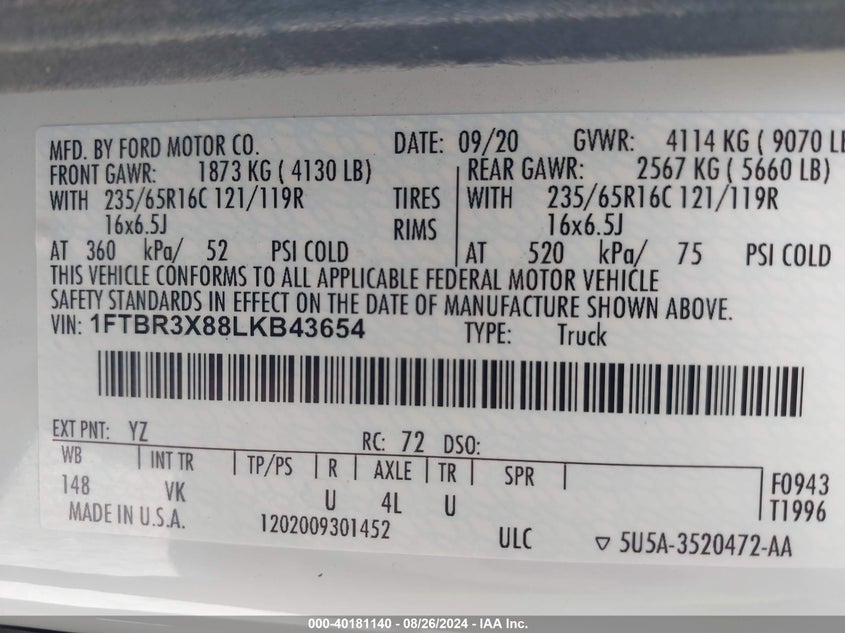 MFD. BY FORD MOTOR CO. DATE: 09/20 GVWR: 4114 KG ( 9070 LB
FRONT GAWR: 1873 KG ( 4130 LB) REAR GAWR: 2567 KG ( 5660 LB)
WITH 235/65R16C 121/119R TIRES WITH 235/65R16C 121/119R
16x6.5J RIMS 16x6.5J
AT 360 kPa/ 52 PSI COLD AT 520 kPa/ 75 PSI COLD
THIS VEHICLE CONFORMS TO ALL APPLICABLE FEDERAL MOTOR VEHICLE
SAFETY STANDARDS IN EFFECT ON THE DATE OF MANUFACTURE SHOWN ABOVE.
VIN: 1FTBR3X88LKB43654 TYPE: Truck
EXT PNT: YZ RC: 72 DSO:
WB INT TR TP/PS R AXLE TR SPR F0943
148 VK U 4L U T1996
MADE IN U.S.A. 1202009301452 ULC ▽ 5U5A-3520472-AA
000-40181140 - 08/26/2024 - IAA Inc.